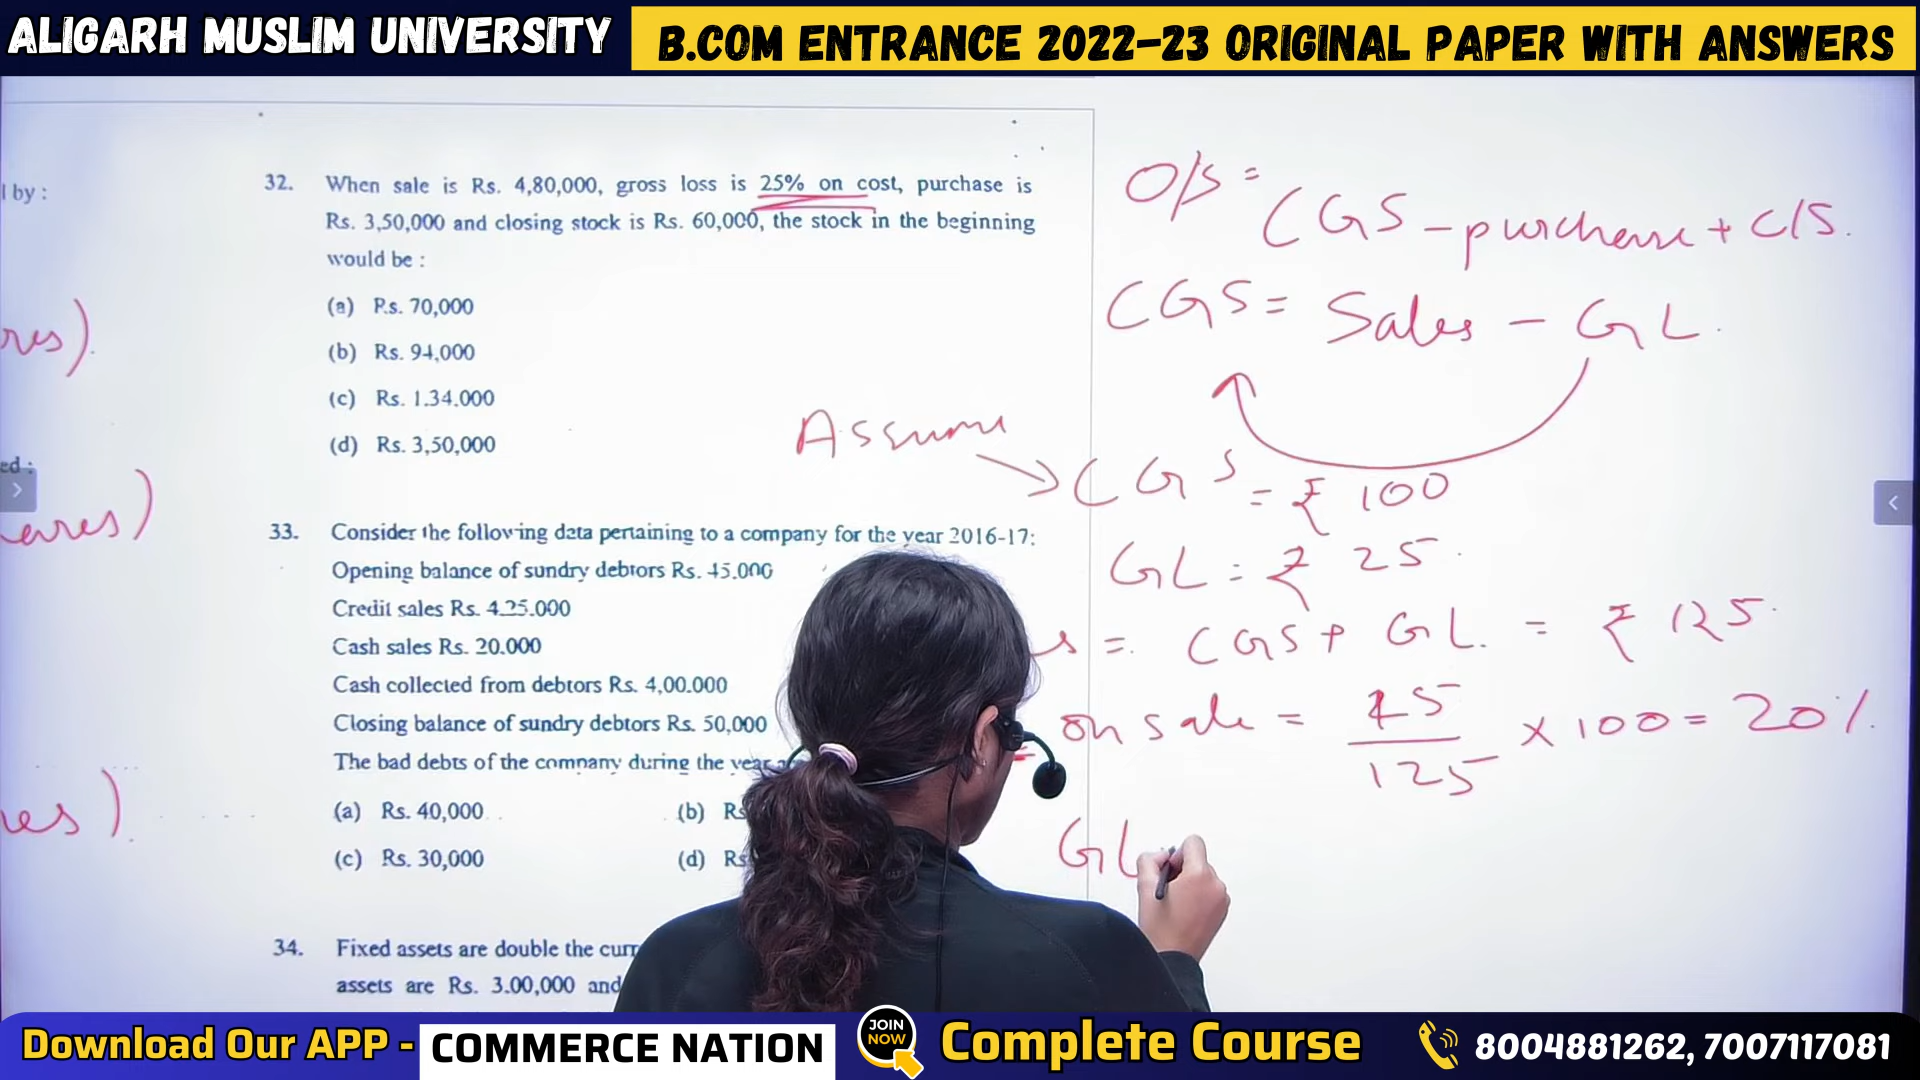 ALIGARH MUSLIM UNIVERSITY
B.COM ENTRANCE 2022-23 ORIGINAL PAPER WITH ANSWERS
l by :
32. When sale is Rs. 4,80,000, gross loss is 25% on cost, purchase is
Rs. 3,50,000 and closing stock is Rs. 60,000, the stock in the beginning
would be :
(a) Rs. 70,000
(b) Rs. 94,000
(c) Rs. 1.34.000
(d) Rs. 3,50,000
res)
ed :
ares)
res)
33. Consider the following data pertaining to a company for the year 2016-17:
Opening balance of sundry debtors Rs. 45.000
Credit sales Rs. 4.25.000
Cash sales Rs. 20.000
Cash collected from debtors Rs. 4,00.000
Closing balance of sundry debtors Rs. 50,000
The bad debts of the company during the year
(a) Rs. 40,000 (b) Rs
(c) Rs. 30,000 (d) Rs
34. Fixed assets are double the curr
assets are Rs. 3.00,000 and
O/S =
CGS - purchase + C/S.
CGS = Sales - GL.
Assume
CGS = ₹ 100
GL = ₹ 25.
s = CGS + GL. = ₹ 125.
on sale = 25/125 × 100 = 20%.
GL
Download Our APP - COMMERCE NATION
JOIN NOW
Complete Course
8004881262, 7007117081